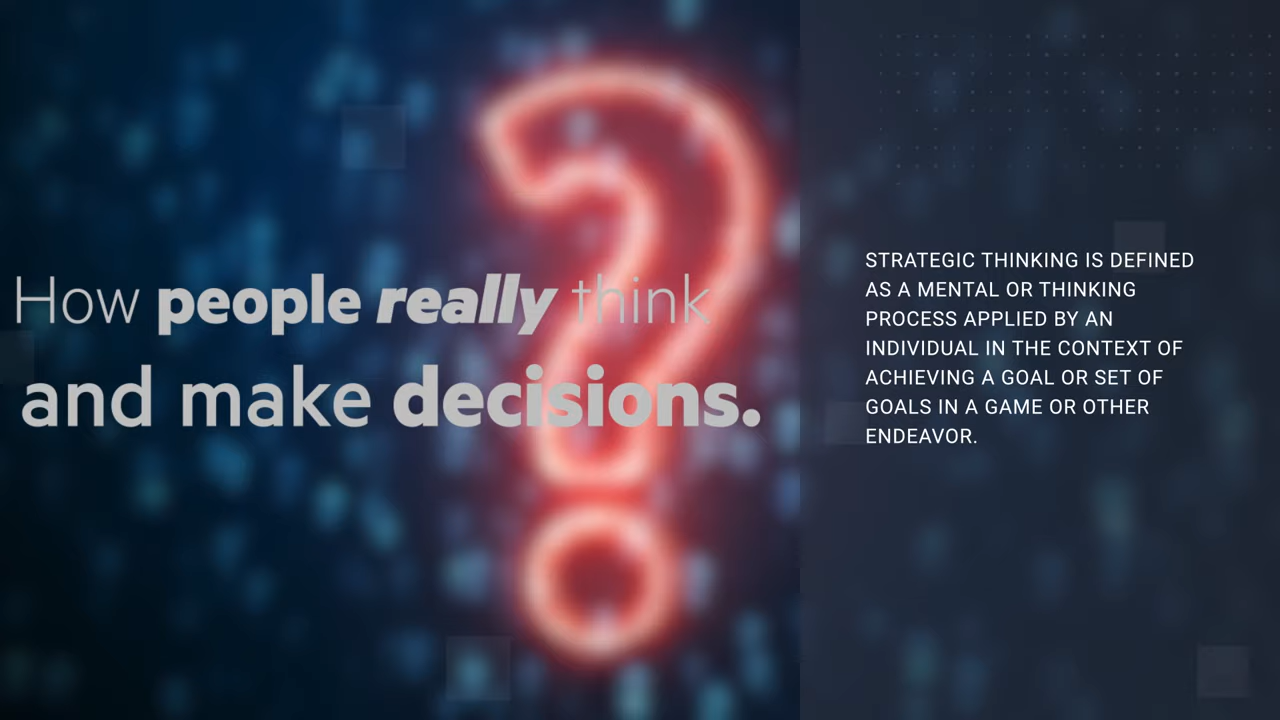 How people really think
and make decisions.
STRATEGIC THINKING IS DEFINED
AS A MENTAL OR THINKING
PROCESS APPLIED BY AN
INDIVIDUAL IN THE CONTEXT OF
ACHIEVING A GOAL OR SET OF
GOALS IN A GAME OR OTHER
ENDEAVOR.